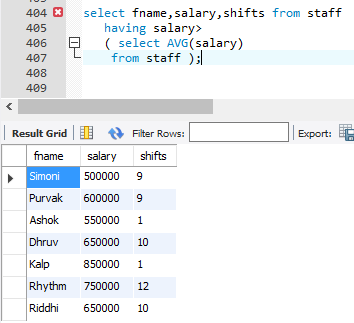 404 select fname,salary,shifts from staff
405 having salary>
406 ( select AVG(salary)
407 from staff );
408
409
Result Grid Filter Rows: Export:
fname salary shifts
Simoni 500000 9
Purvak 600000 9
Ashok 550000 1
Dhruv 650000 10
Kalp 850000 1
Rhythm 750000 12
Riddhi 650000 10